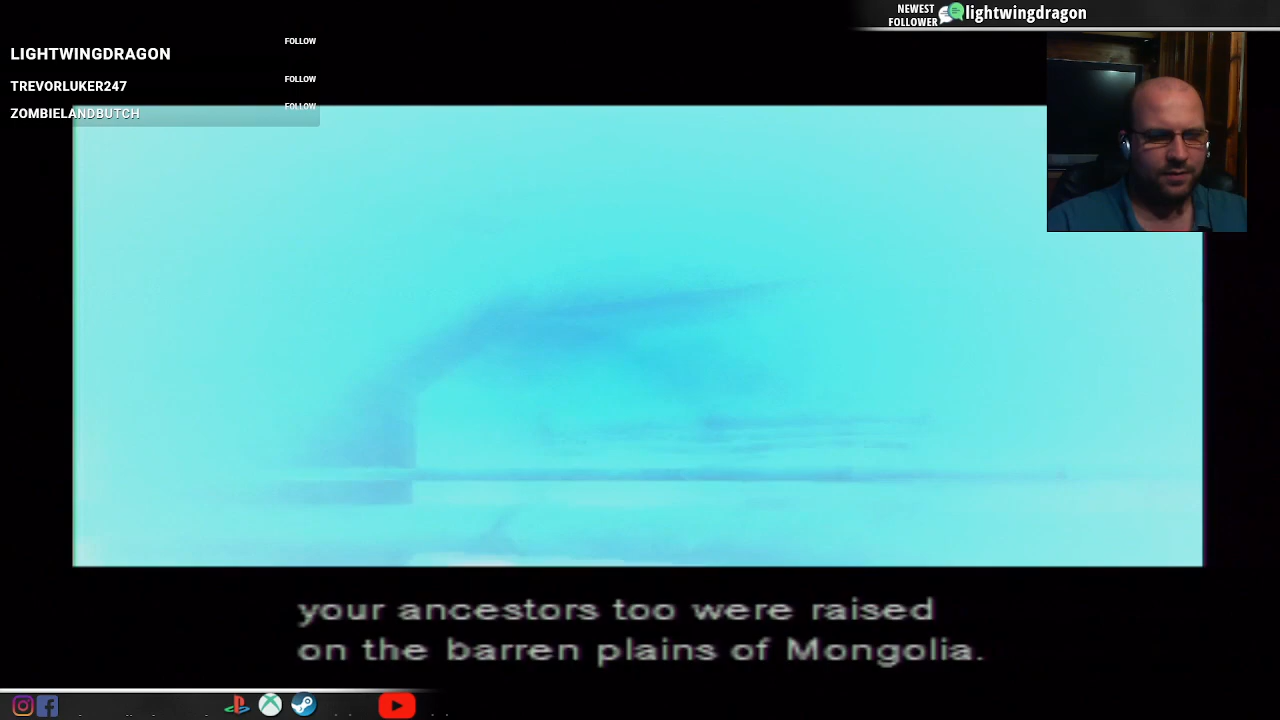 NEWEST
FOLLOWER
lightwingdragon
LIGHTWINGDRAGON FOLLOW
TREVORLUKER247 FOLLOW
ZOMBIELANDBUTCH FOLLOW
your ancestors too were raised
on the barren plains of Mongolia.